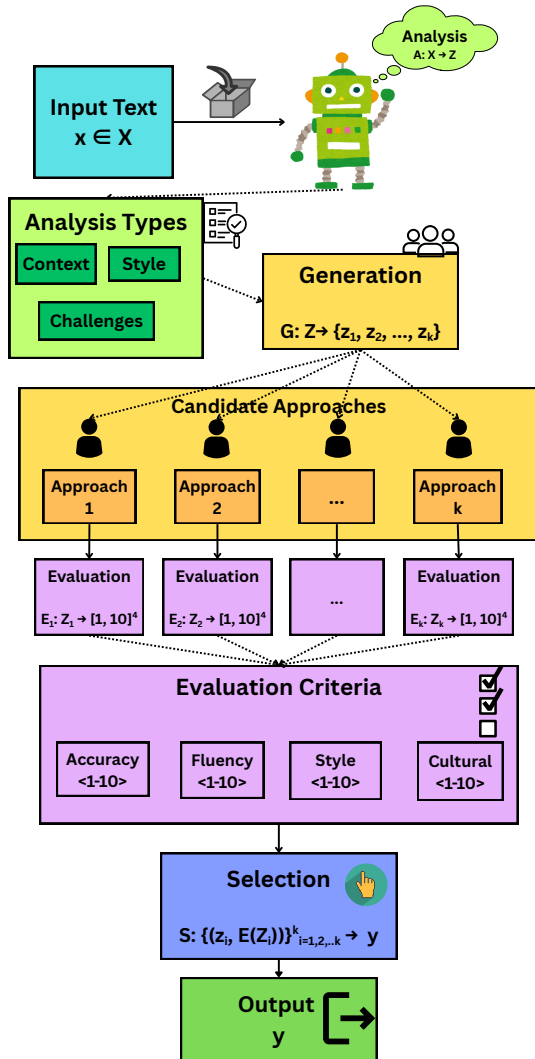 Analysis
A: X → Z
Input Text
x ∈ X
Analysis Types
Context
Style
Challenges
Generation
G: Z→ {z₁, z₂, ..., zₖ}
Candidate Approaches
Approach
1
Approach
2
...
Approach
k
Evaluation
E₁: Z₁ → [1, 10]⁴
Evaluation
E₂: Z₂ → [1, 10]⁴
...
Evaluation
Eₖ: Zₖ → [1, 10]⁴
Evaluation Criteria
Accuracy
<1-10>
Fluency
<1-10>
Style
<1-10>
Cultural
<1-10>
Selection
S: {(zᵢ, E(Zᵢ))}ᵏᵢ₌₁,₂,..ₖ → y
Output
y